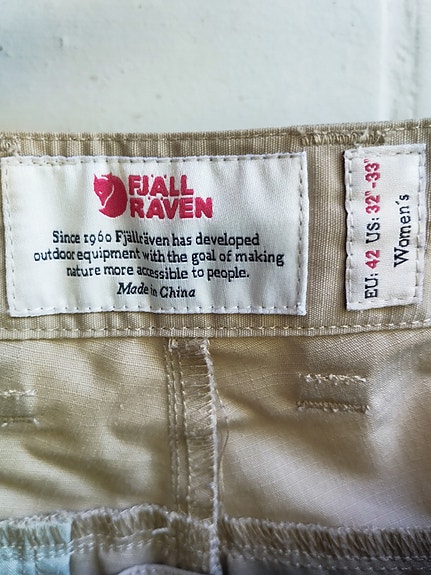 FJÄLL
RÄVEN
Since 1960 Fjällräven has developed
outdoor equipment with the goal of making
nature more accessible to people.
Made in China
EU: 42 US: 32"-33"
Women´s